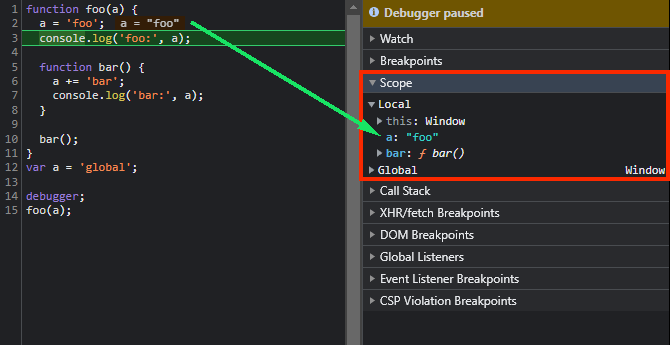 1 function foo(a) {
2 a = 'foo'; a = "foo"
3 console.log('foo:', a);
4
5 function bar() {
6 a += 'bar';
7 console.log('bar:', a);
8 }
9
10 bar();
11 }
12 var a = 'global';
13
14 debugger;
15 foo(a);
Debugger paused
Watch
Breakpoints
Scope
Local
this: Window
a: "foo"
bar: ƒ bar()
Global Window
Call Stack
XHR/fetch Breakpoints
DOM Breakpoints
Global Listeners
Event Listener Breakpoints
CSP Violation Breakpoints